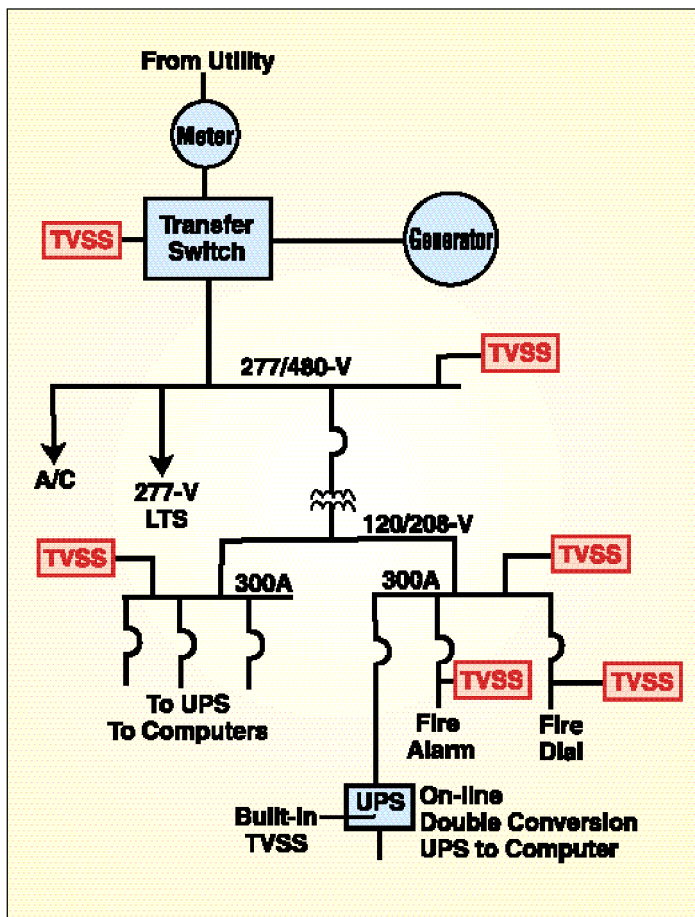 From Utility
Meter
Transfer
Switch
TVSS
Generator
277/480-V
TVSS
A/C
277-V
LTS
120/208-V
TVSS
300A
300A
TVSS
To UPS
To Computers
TVSS
TVSS
Fire
Alarm
Fire
Dial
UPS
Built-in
TVSS
On-line
Double Conversion
UPS to Computer